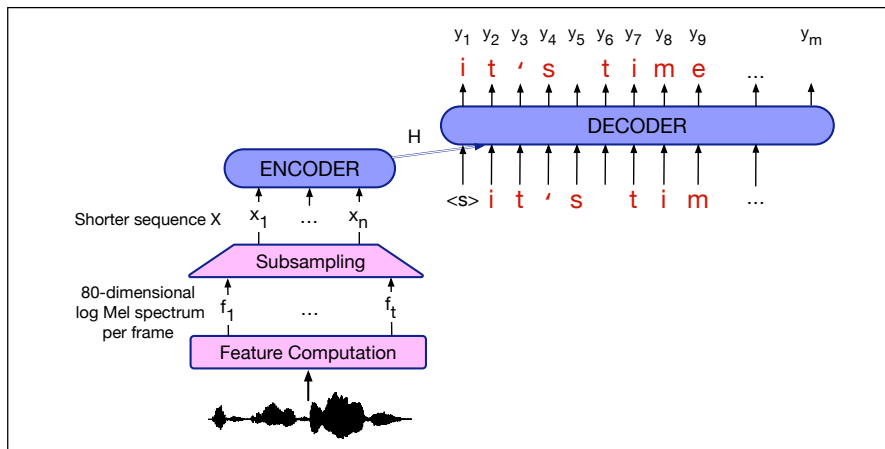 y1 y2 y3 y4 y5 y6 y7 y8 y9 ym
i t ‘ s t i m e ...
DECODER
H
ENCODER
<s> i t ‘ s t i m ...
Shorter sequence X x1 ... xn
Subsampling
80-dimensional
log Mel spectrum
per frame
f1 ... ft
Feature Computation